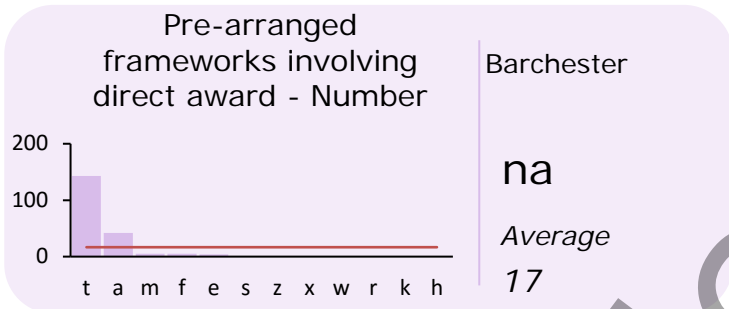 Pre-arranged
frameworks involving
direct award - Number
200
100
0
t a m f e s z x w r k h
Barchester
na
Average
17